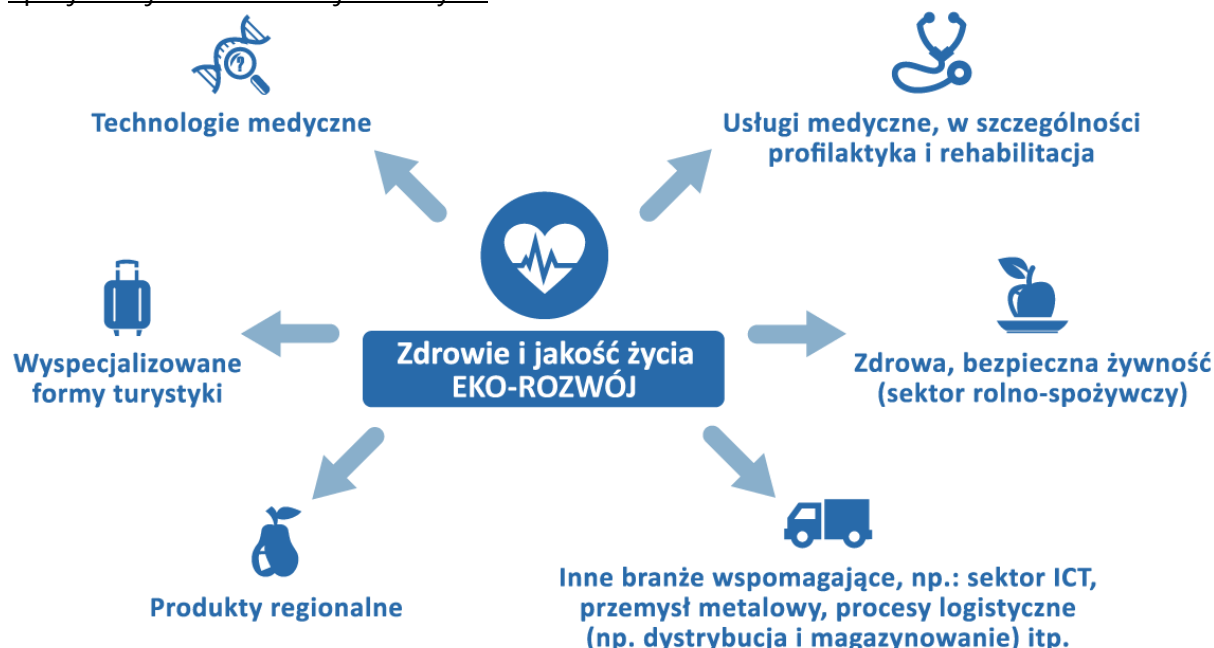 Technologie medyczne
Usługi medyczne, w szczególności
profilaktyka i rehabilitacja
?
Zdrowie i jakość życia
EKO-ROZWÓJ
Wyspecjalizowane
formy turystyki
Zdrowa, bezpieczna żywność
(sektor rolno-spożywczy)
Produkty regionalne
Inne branże wspomagające, np.: sektor ICT,
przemysł metalowy, procesy logistyczne
(np. dystrybucja i magazynowanie) itp.